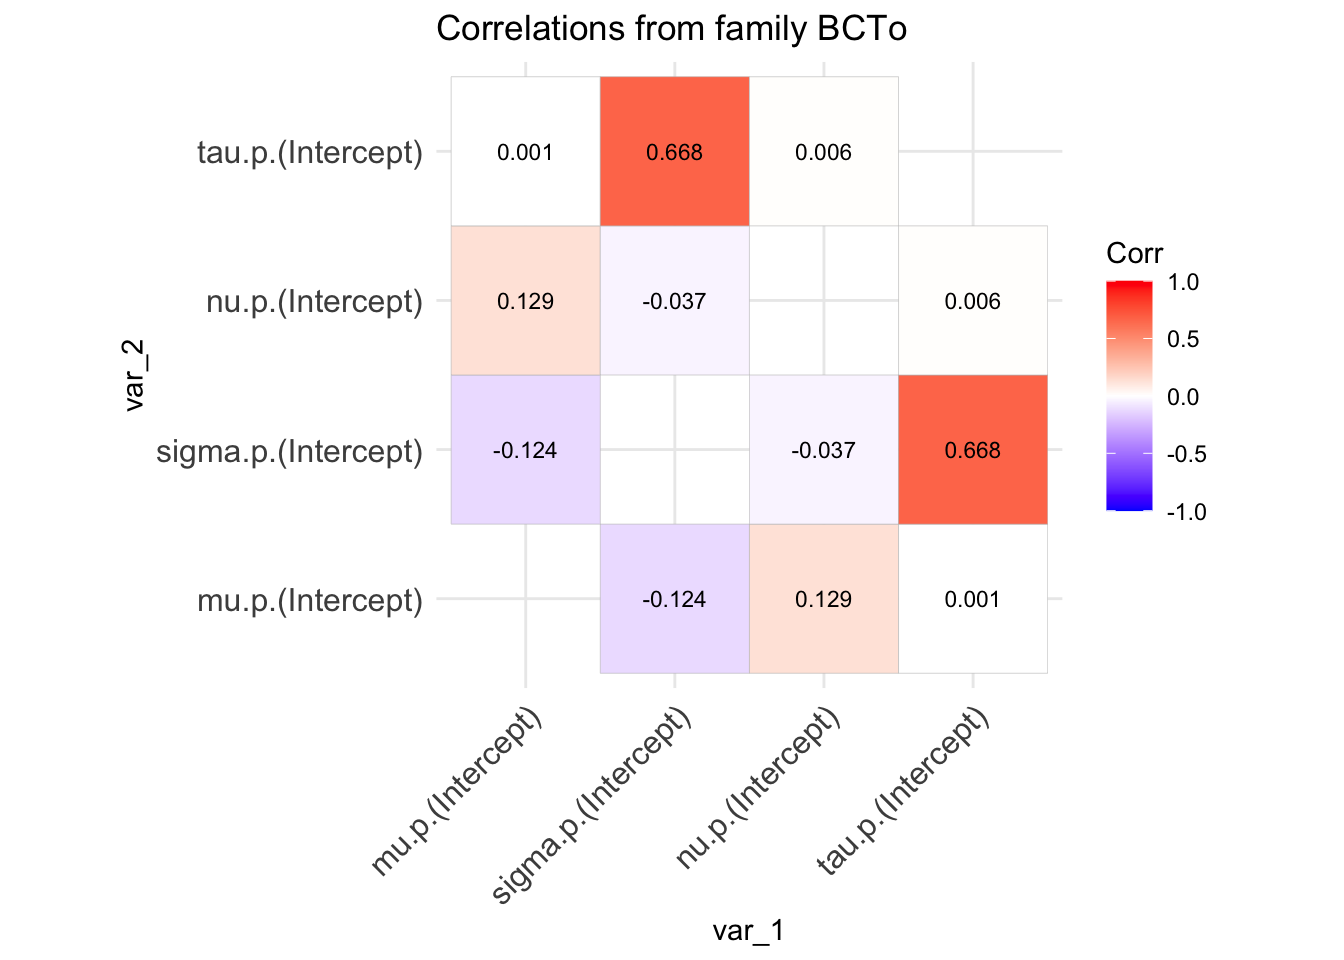 Correlations from family BCTo
tau.p.(Intercept)
0.001 0.668 0.006
nu.p.(Intercept)
0.129 -0.037 0.006
sigma.p.(Intercept)
-0.124 -0.037 0.668
mu.p.(Intercept)
-0.124 0.129 0.001
var_2
mu.p.(Intercept)
sigma.p.(Intercept)
nu.p.(Intercept)
tau.p.(Intercept)
var_1
Corr
1.0
0.5
0.0
-0.5
-1.0